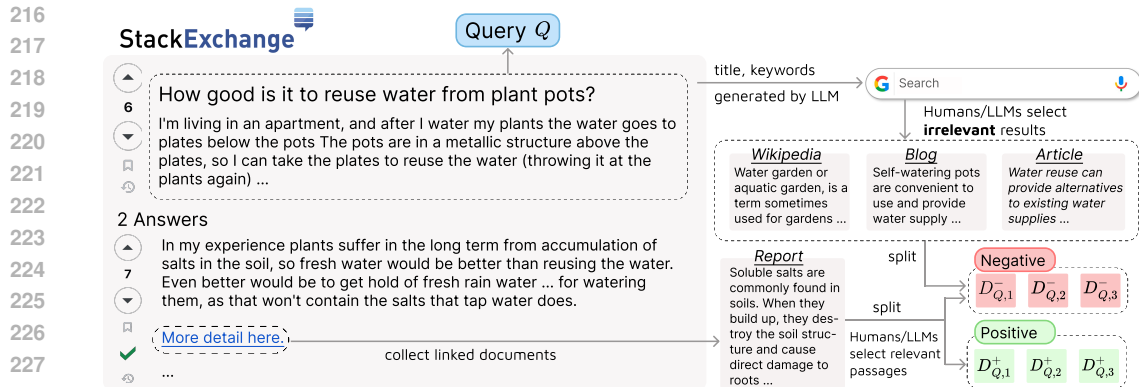 216
217
218
219
220
221
222
223
224
225
226
227
StackExchange
Query Q
6
How good is it to reuse water from plant pots?
I'm living in an apartment, and after I water my plants the water goes to
plates below the pots The pots are in a metallic structure above the
plates, so I can take the plates to reuse the water (throwing it at the
plants again) ...
2 Answers
7
In my experience plants suffer in the long term from accumulation of
salts in the soil, so fresh water would be better than reusing the water.
Even better would be to get hold of fresh rain water ... for watering
them, as that won't contain the salts that tap water does.
More detail here.
...
collect linked documents
title, keywords
generated by LLM
Search
Humans/LLMs select
irrelevant results
Wikipedia
Water garden or
aquatic garden, is a
term sometimes
used for gardens ...
Blog
Self-watering pots
are convenient to
use and provide
water supply ...
Article
Water reuse can
provide alternatives
to existing water
supplies ...
Report
Soluble salts are
commonly found in
soils. When they
build up, they des-
troy the soil struc-
ture and cause
direct damage to
roots ...
split
split
Humans/LLMs
select relevant
passages
Negative
D⁻Q,1 D⁻Q,2 D⁻Q,3
Positive
D⁺Q,1 D⁺Q,2 D⁺Q,3